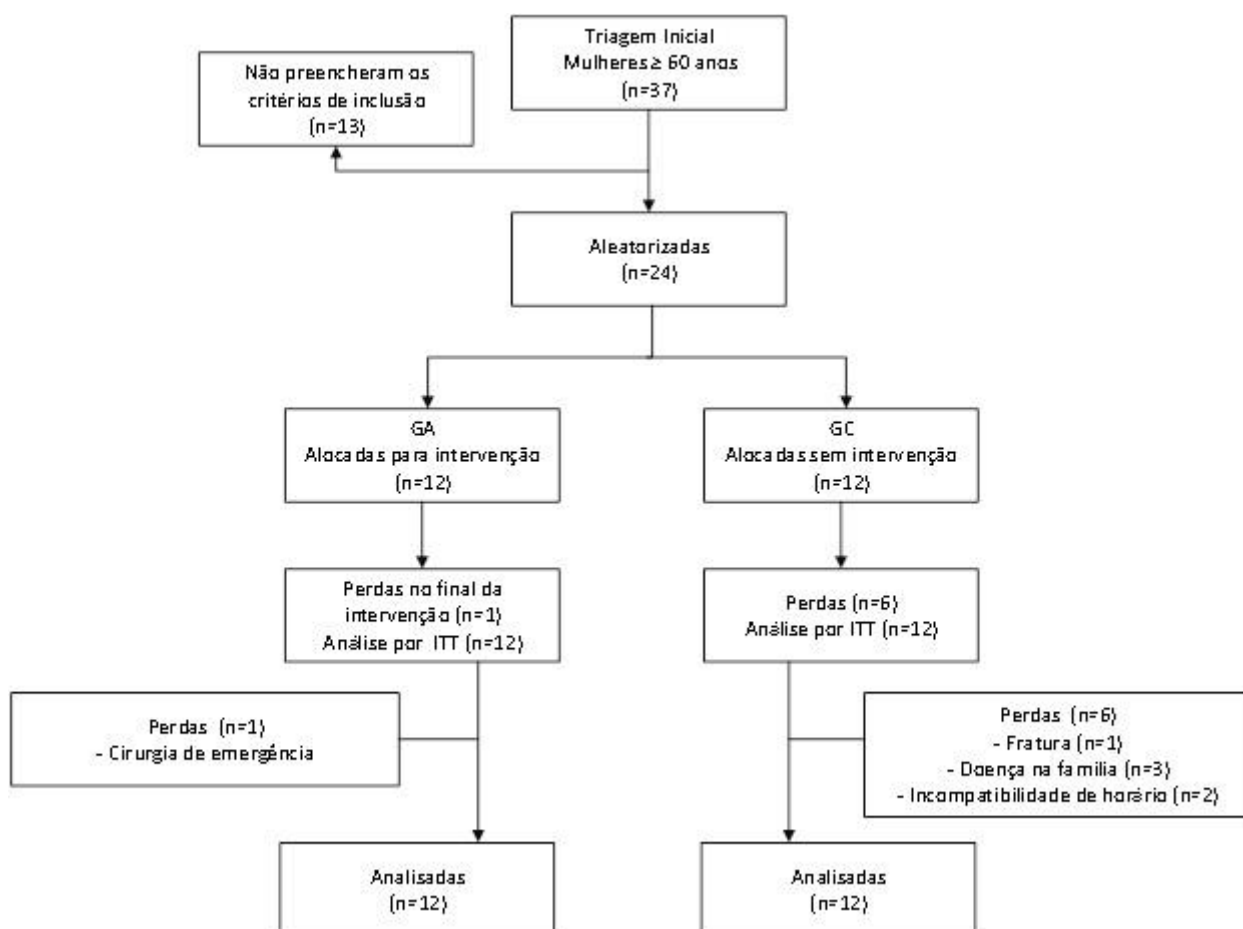 Triagem Inicial
Mulheres ≥ 60 anos
(n=37)
Não preencheram os
critérios de inclusão
(n=13)
Aleatorizadas
(n=24)
GA
Alocadas para intervenção
(n=12)
GC
Alocadas sem intervenção
(n=12)
Perdas no final da
intervenção (n=1)
Análise por ITT (n=12)
Perdas (n=6)
Análise por ITT (n=12)
Perdas (n=1)
- Cirurgia de emergência
Perdas (n=6)
- Fratura (n=1)
- Doença na família (n=3)
- Incompatibilidade de horário (n=2)
Analisadas
(n=12)
Analisadas
(n=12)